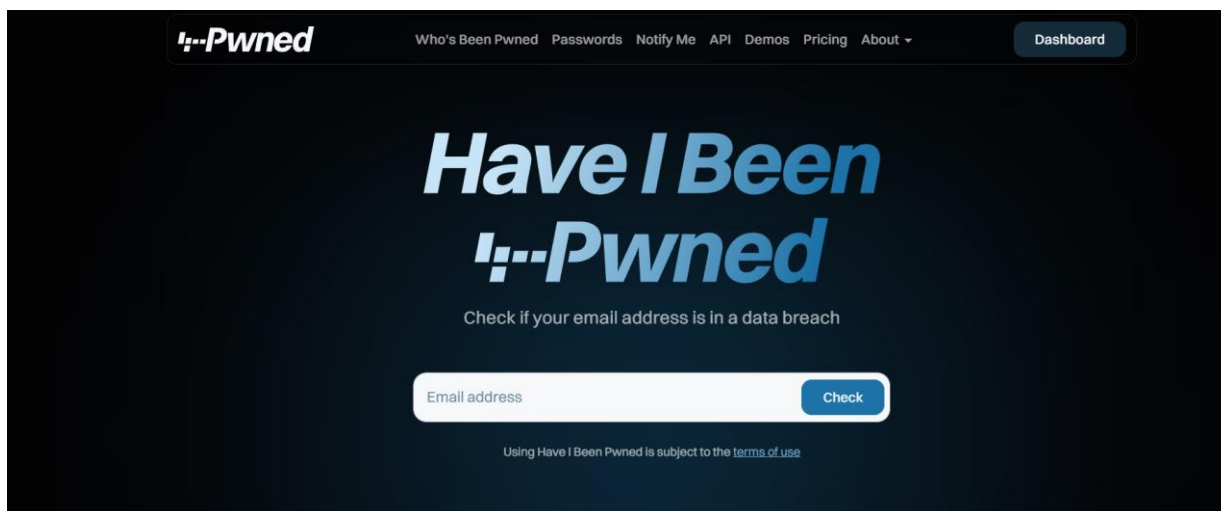 Pwned
Who's Been Pwned Passwords Notify Me API Demos Pricing About
Dashboard
Have I Been
Pwned
Check if your email address is in a data breach
Email address
Check
Using Have I Been Pwned is subject to the terms of use